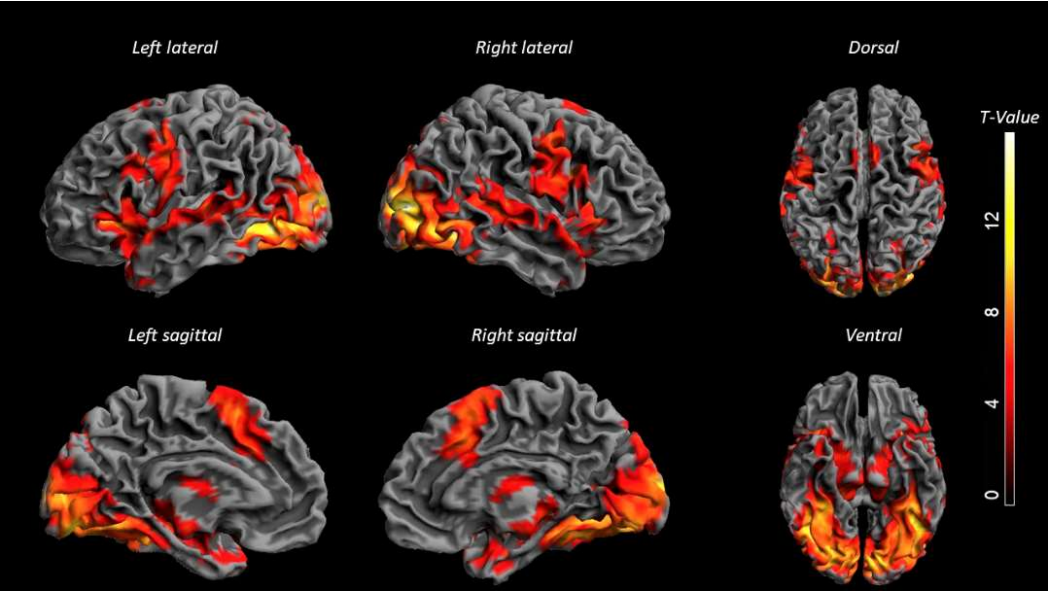 Left lateral
Right lateral
Dorsal
T-Value
12
8
4
0
Left sagittal
Right sagittal
Ventral